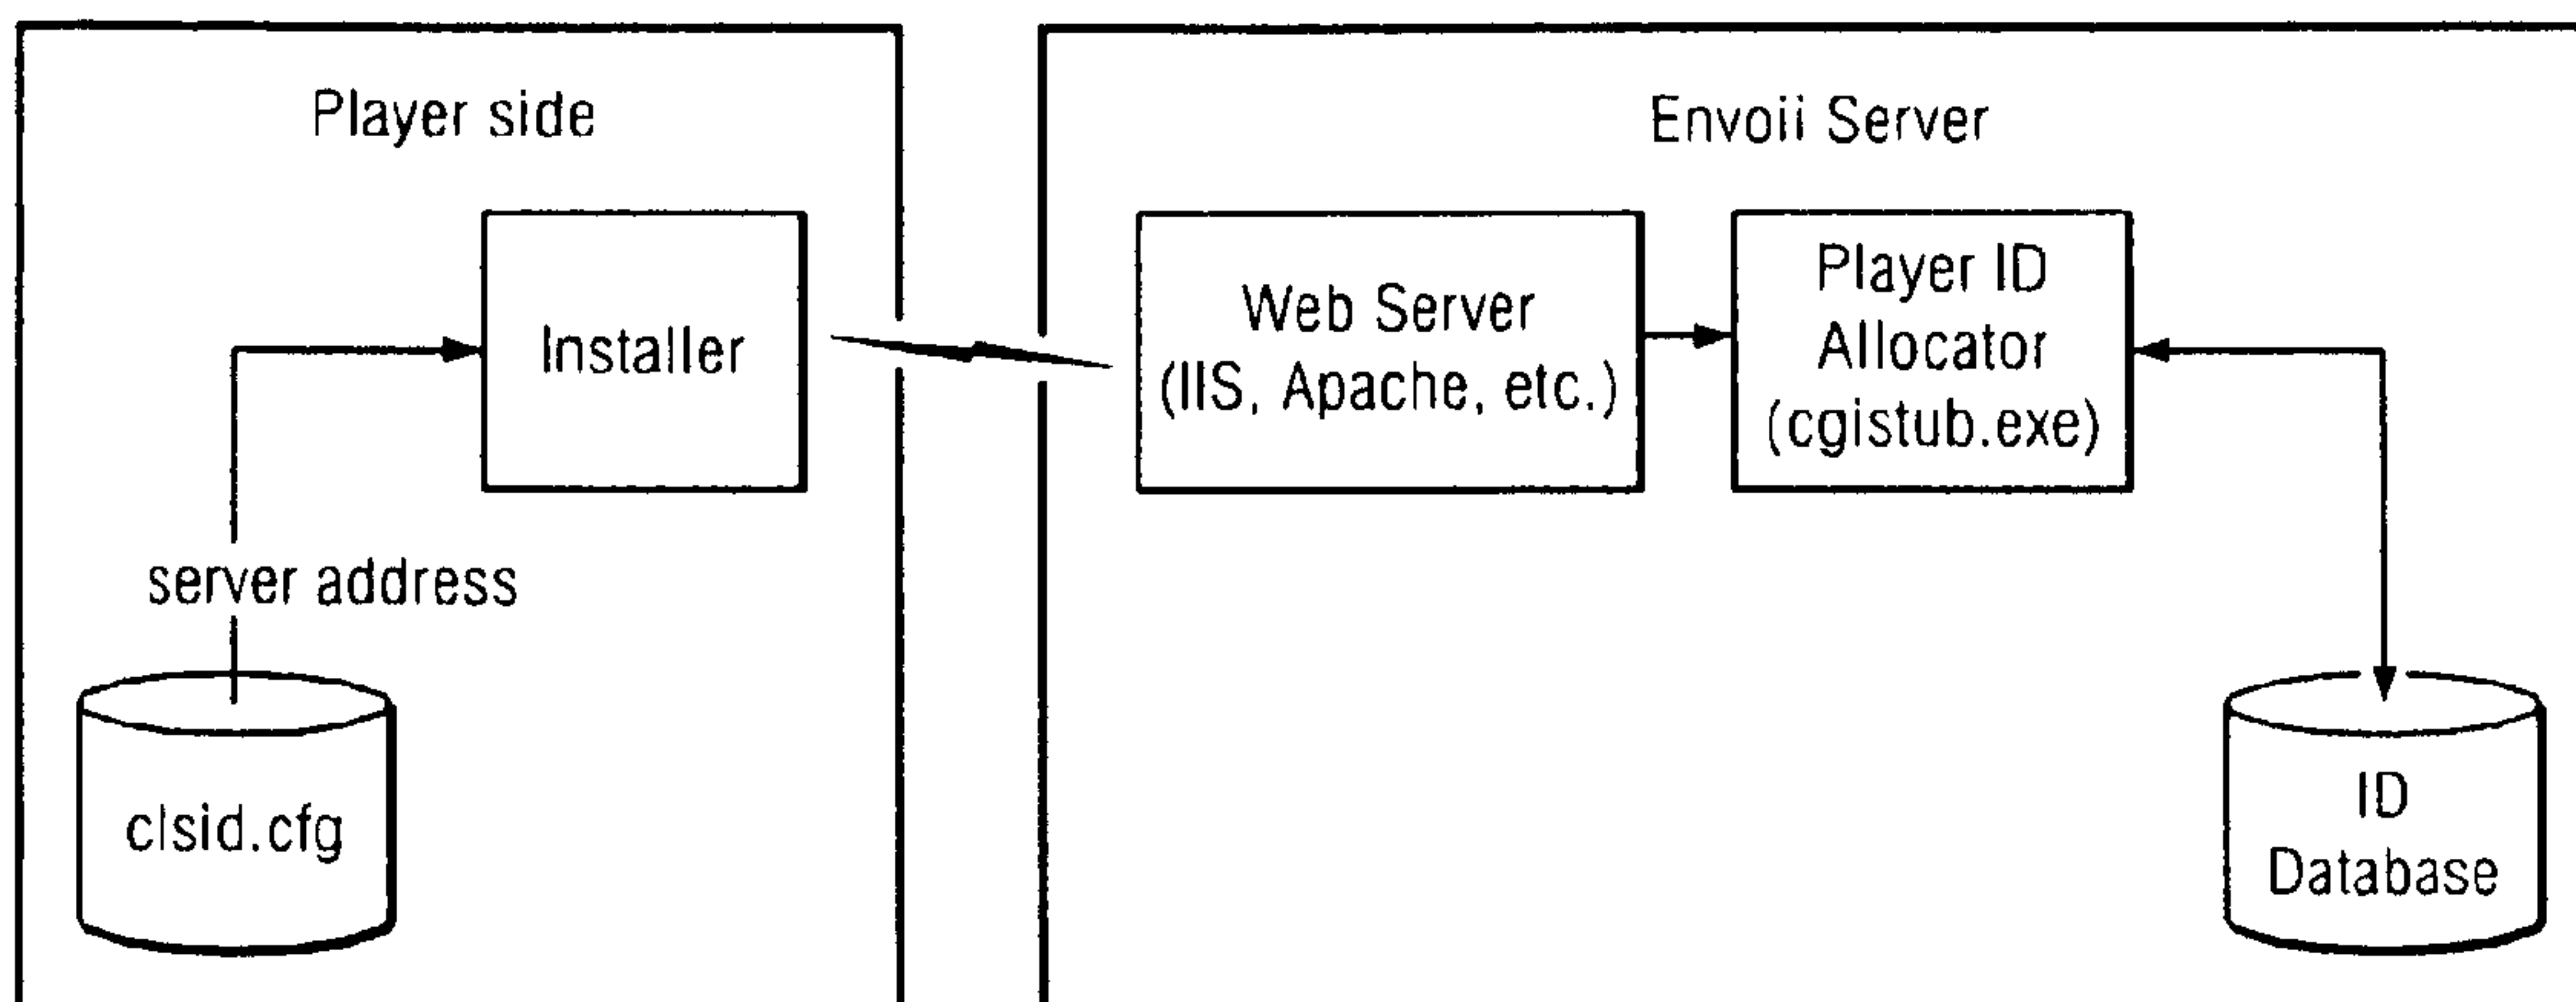 Player side
Installer
server address
clsid.cfg
Envoii Server
Web Server
(IIS, Apache, etc.)
Player ID
Allocator
(cgistub.exe)
ID
Database